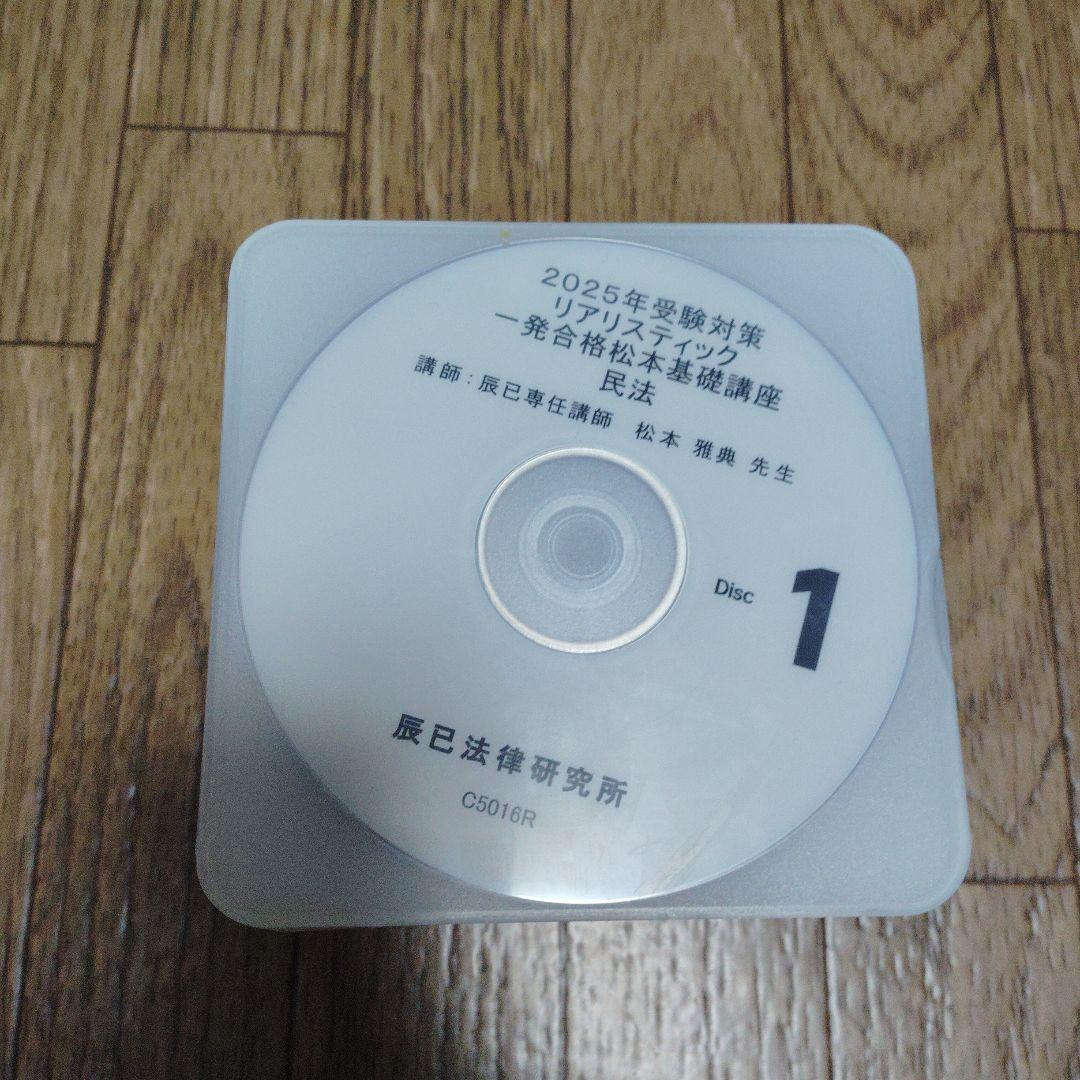 2025年受験対策
リアリスティック
一発合格松本基礎講座
民法
講師：辰已専任講師　松本 雅典 先生
Disc 1
辰已法律研究所
C5016R